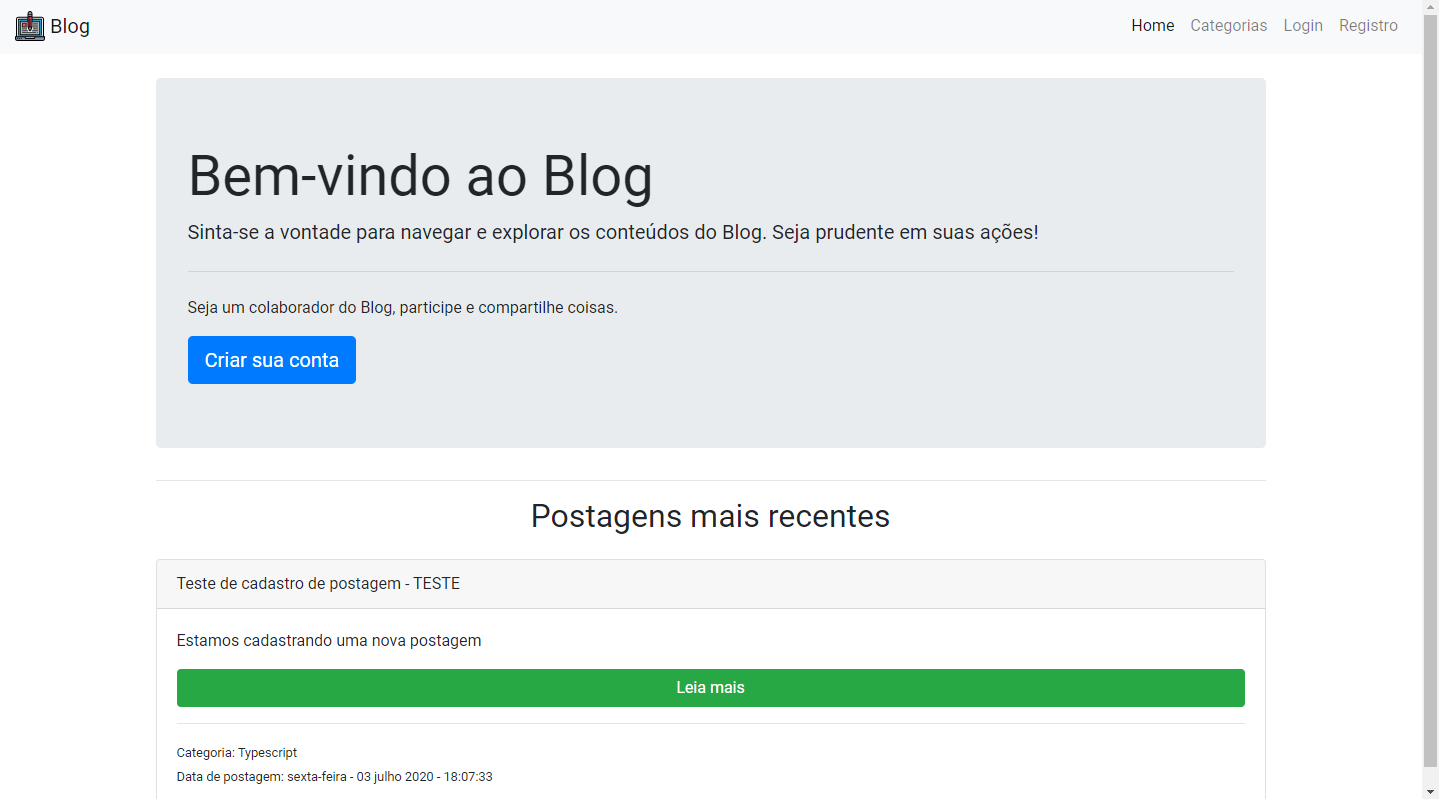 Blog
Home Categorias Login Registro
Bem-vindo ao Blog
Sinta-se a vontade para navegar e explorar os conteúdos do Blog. Seja prudente em suas ações!
Seja um colaborador do Blog, participe e compartilhe coisas.
Criar sua conta
Postagens mais recentes
Teste de cadastro de postagem - TESTE
Estamos cadastrando uma nova postagem
Leia mais
Categoria: Typescript
Data de postagem: sexta-feira - 03 julho 2020 - 18:07:33